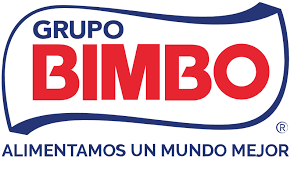 GRUPO
BIMBO
®
ALIMENTAMOS UN MUNDO MEJOR